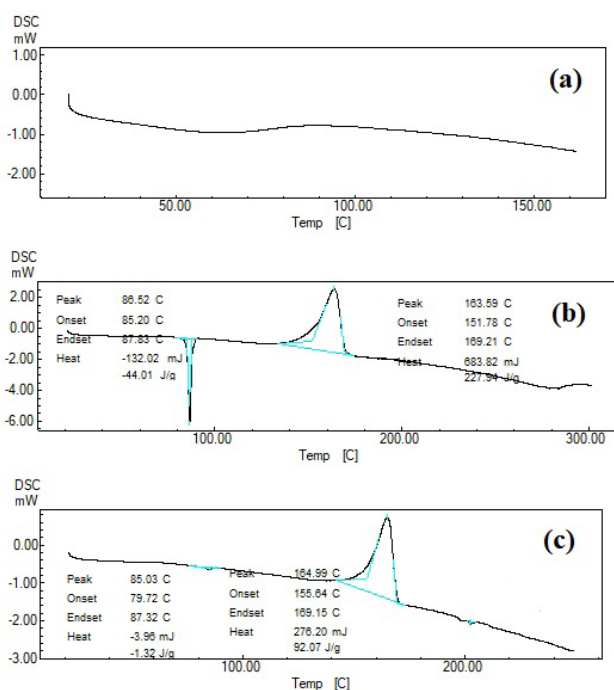 DSC
mW
1.00
(a)
0.00
-1.00
-2.00
50.00 100.00 150.00
Temp [C]
DSC
mW
2.00
Peak 86.52 C
Peak 163.59 C
(b)
0.00
Onset 85.20 C
Onset 151.78 C
Endset 87.83 C
Endset 169.21 C
-2.00
Heat -132.02 mJ
Heat 683.82 mJ
-44.01 J/g
227.94 J/g
-4.00
-6.00
100.00 200.00 300.00
Temp [C]
DSC
mW
0.00
(c)
-1.00
Peak 85.03 C
Peak 164.99 C
Onset 79.72 C
Onset 155.64 C
-2.00
Endset 87.32 C
Endset 169.15 C
Heat -3.96 mJ
Heat 276.20 mJ
-1.32 J/g
92.07 J/g
-3.00
100.00 200.00
Temp [C]